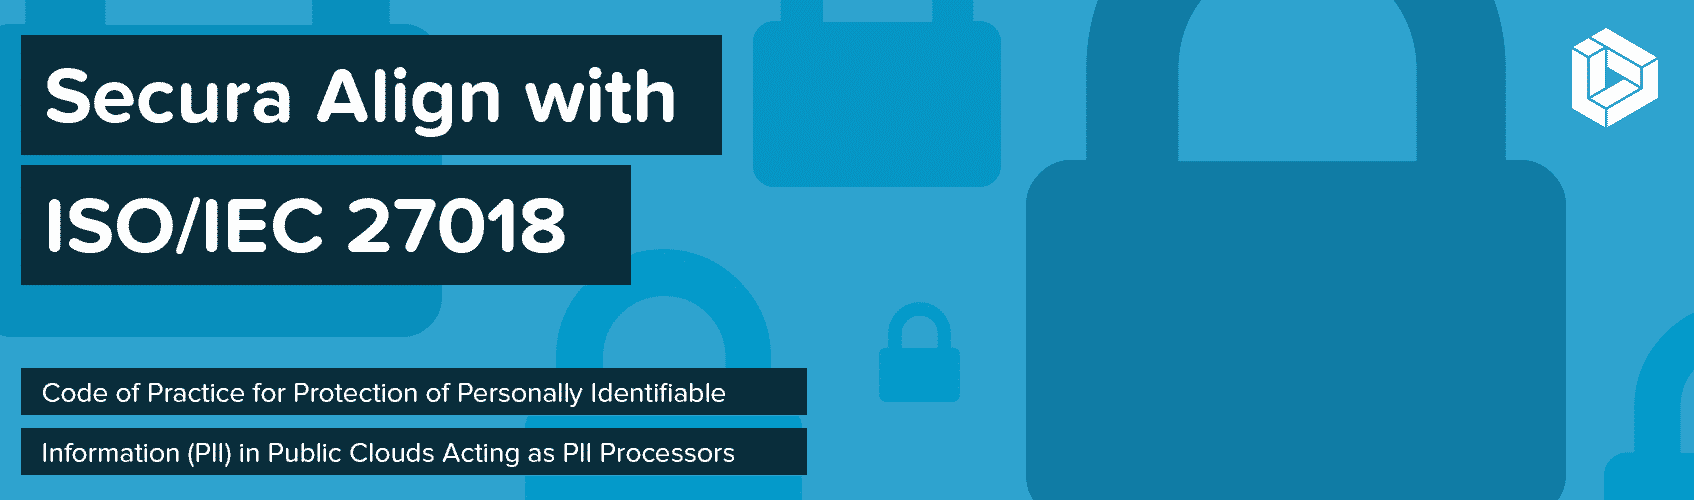 Secura Align with
ISO/IEC 27018
Code of Practice for Protection of Personally Identifiable
Information (PII) in Public Clouds Acting as PII Processors